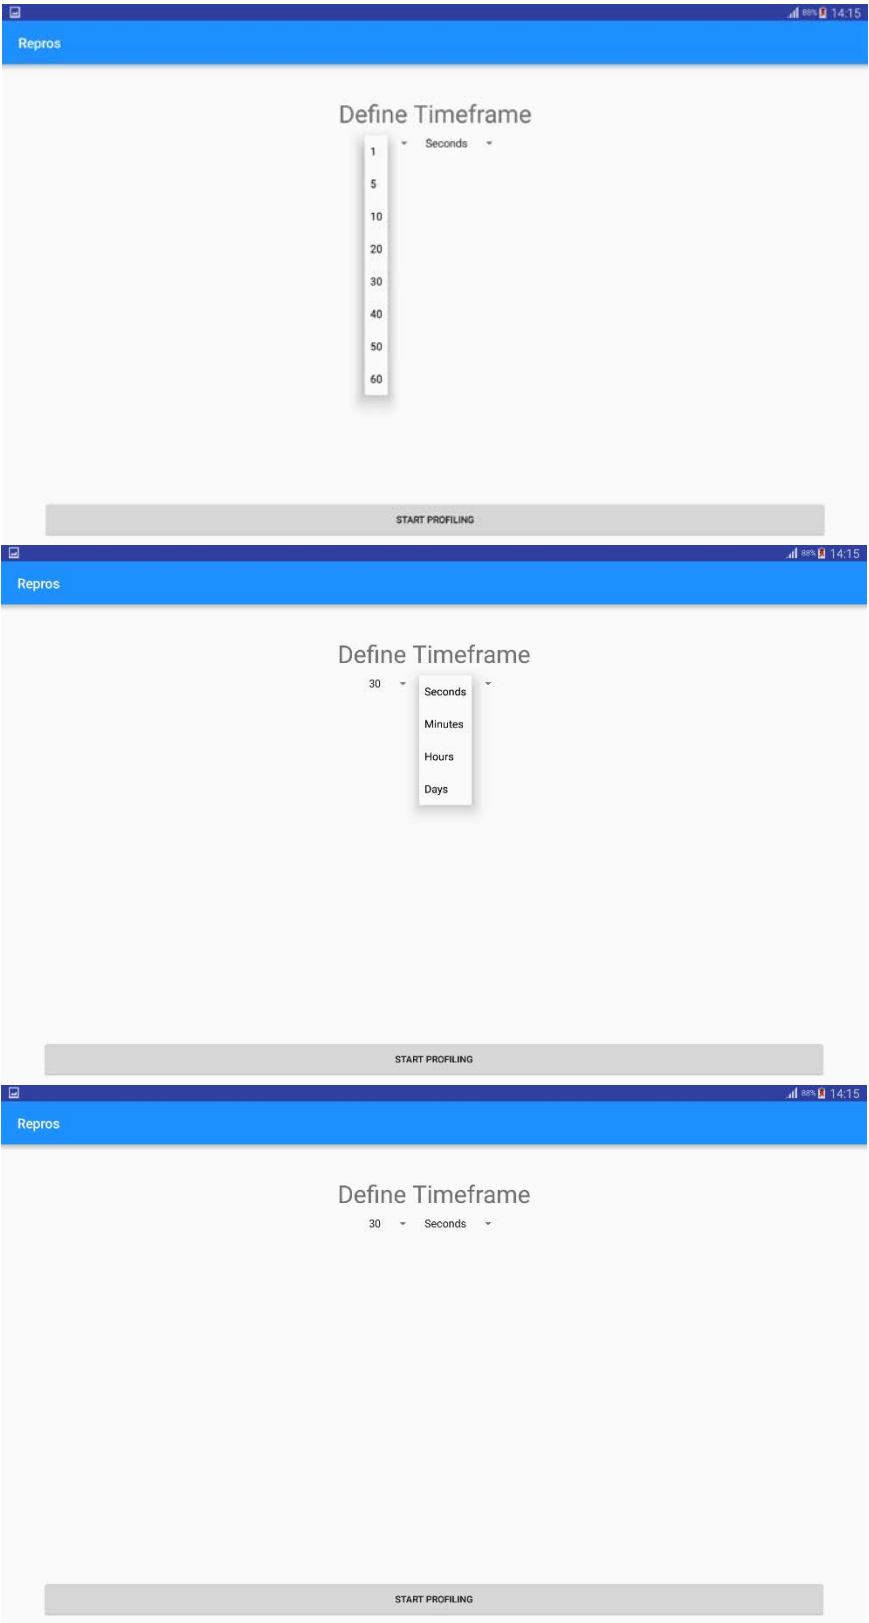 88% 14:15
Repros
Define Timeframe
1 Seconds
5
10
20
30
40
50
60
START PROFILING
88% 14:15
Repros
Define Timeframe
30 Seconds
Minutes
Hours
Days
START PROFILING
88% 14:15
Repros
Define Timeframe
30 Seconds
START PROFILING